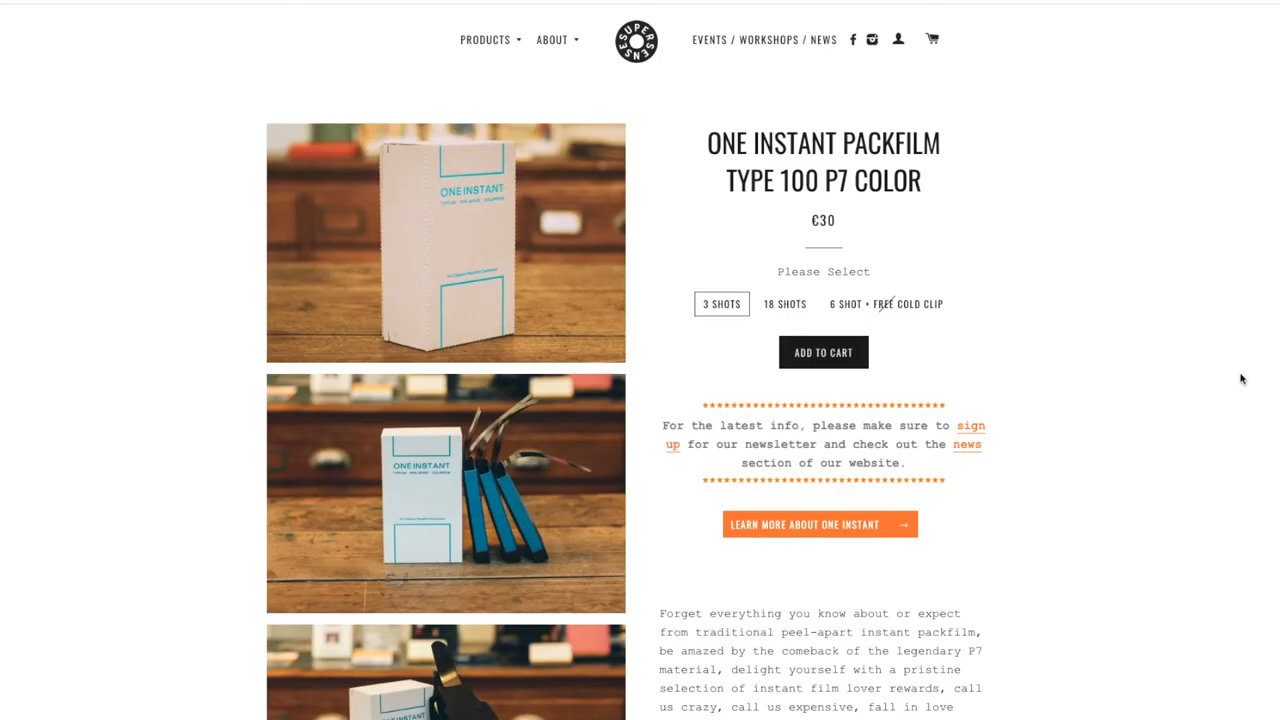 PRODUCTS ABOUT SUPERSENSE EVENTS / WORKSHOPS / NEWS
ONE INSTANT PACKFILM
TYPE 100 P7 COLOR
€30
Please Select
3 SHOTS 18 SHOTS 6 SHOT + FREE COLD CLIP
ADD TO CART
*********************************
For the latest info, please make sure to sign
up for our newsletter and check out the news
section of our website.
*********************************
LEARN MORE ABOUT ONE INSTANT →
Forget everything you know about or expect
from traditional peel-apart instant packfilm,
be amazed by the comeback of the legendary P7
material, delight yourself with a pristine
selection of instant film lover rewards, call
us crazy, call us expensive, fall in love
ONE INSTANT
For Classic Packfilm Cameras
ONE INSTANT